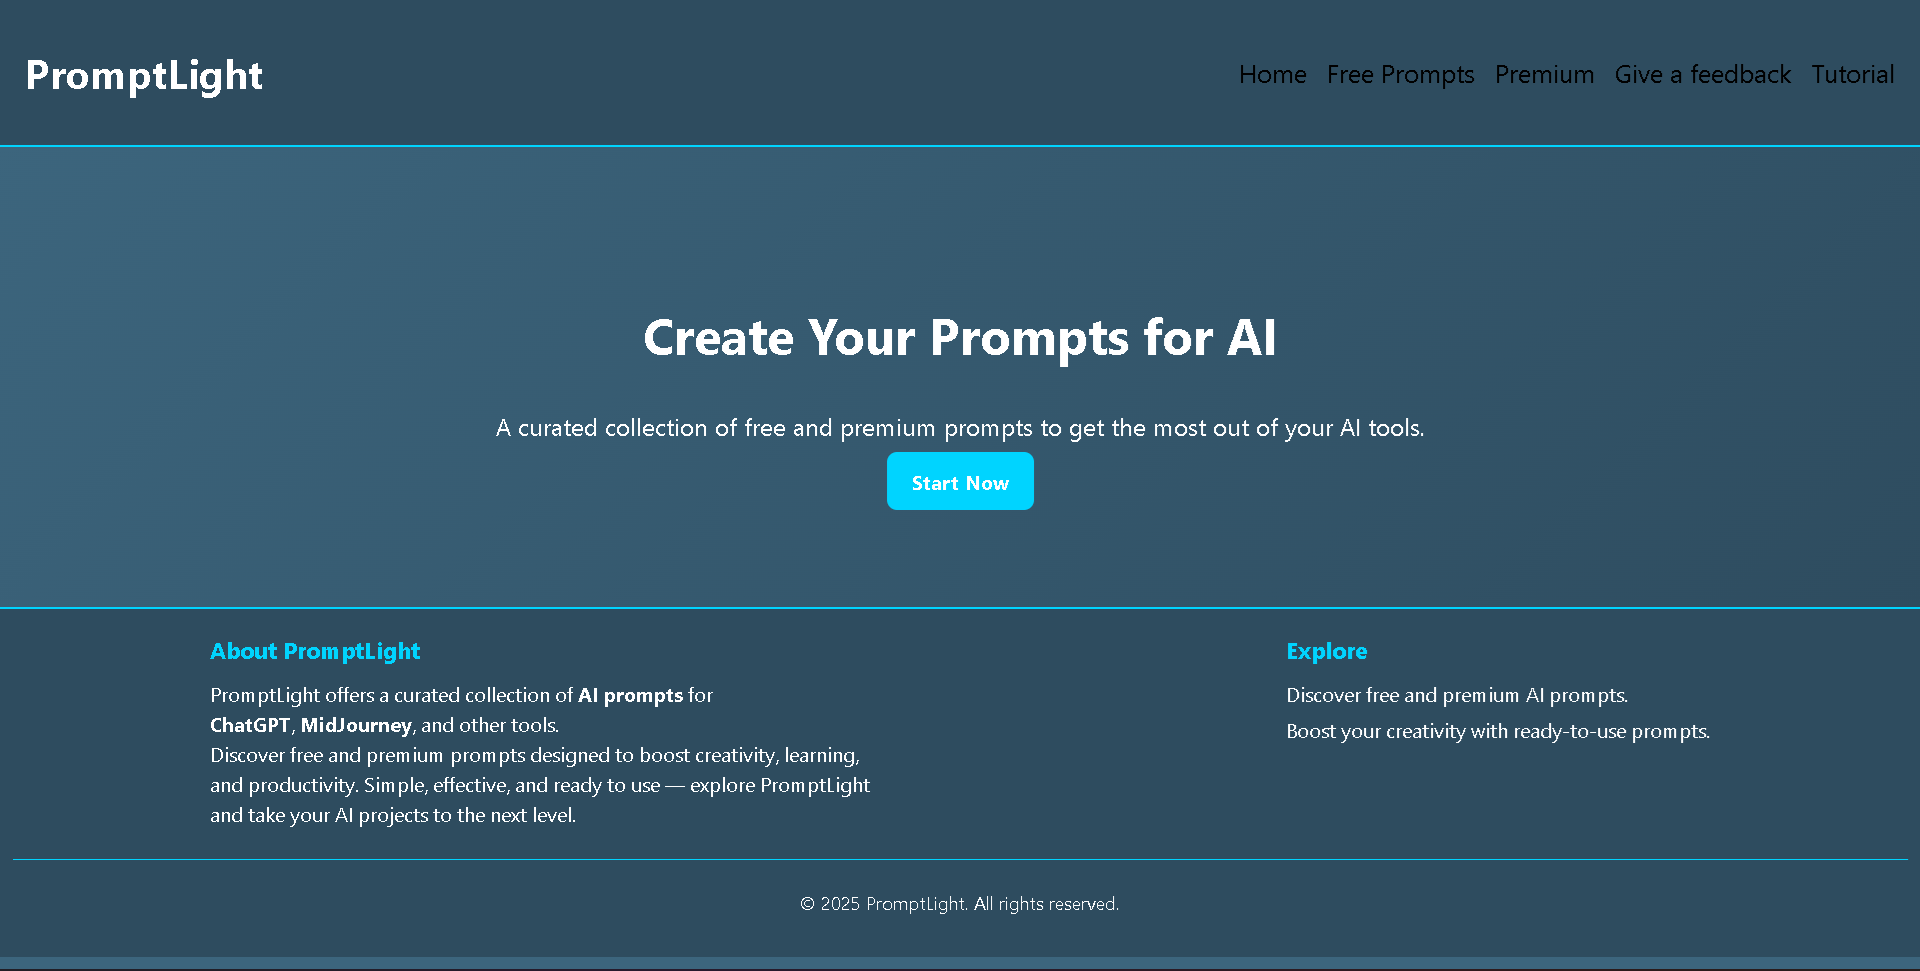 PromptLight
Home Free Prompts Premium Give a feedback Tutorial
Create Your Prompts for AI
A curated collection of free and premium prompts to get the most out of your AI tools.
Start Now
About PromptLight
PromptLight offers a curated collection of AI prompts for
ChatGPT, MidJourney, and other tools.
Discover free and premium prompts designed to boost creativity, learning,
and productivity. Simple, effective, and ready to use — explore PromptLight
and take your AI projects to the next level.
Explore
Discover free and premium AI prompts.
Boost your creativity with ready-to-use prompts.
© 2025 PromptLight. All rights reserved.